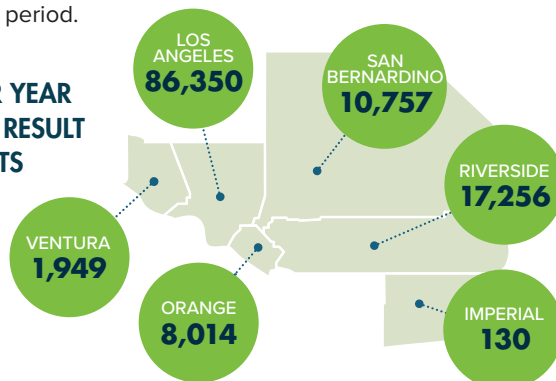 period.
R YEAR
RESULT
TS
LOS
ANGELES
86,350
SAN
BERNARDINO
10,757
RIVERSIDE
17,256
VENTURA
1,949
ORANGE
8,014
IMPERIAL
130